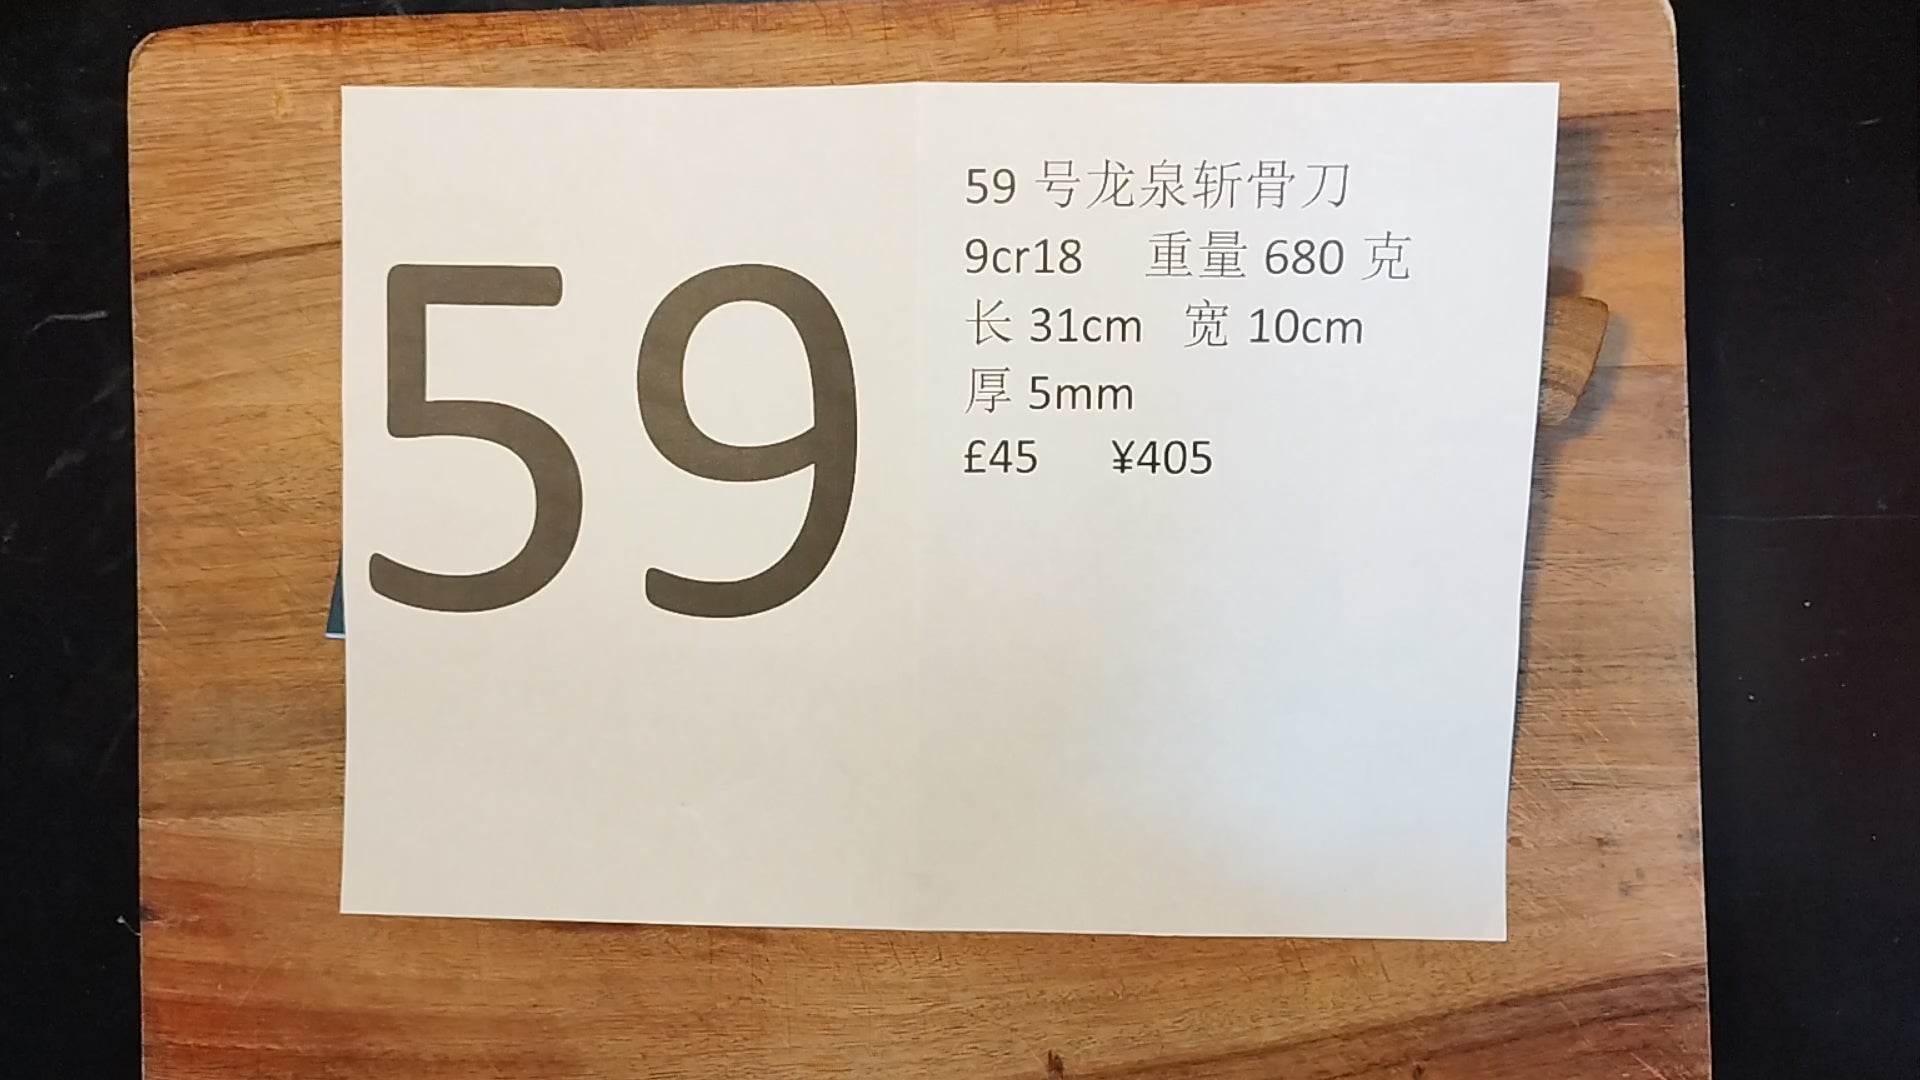 59
59 号龙泉斩骨刀
9cr18 重量 680 克
长 31cm 宽 10cm
厚 5mm
£45 ¥405